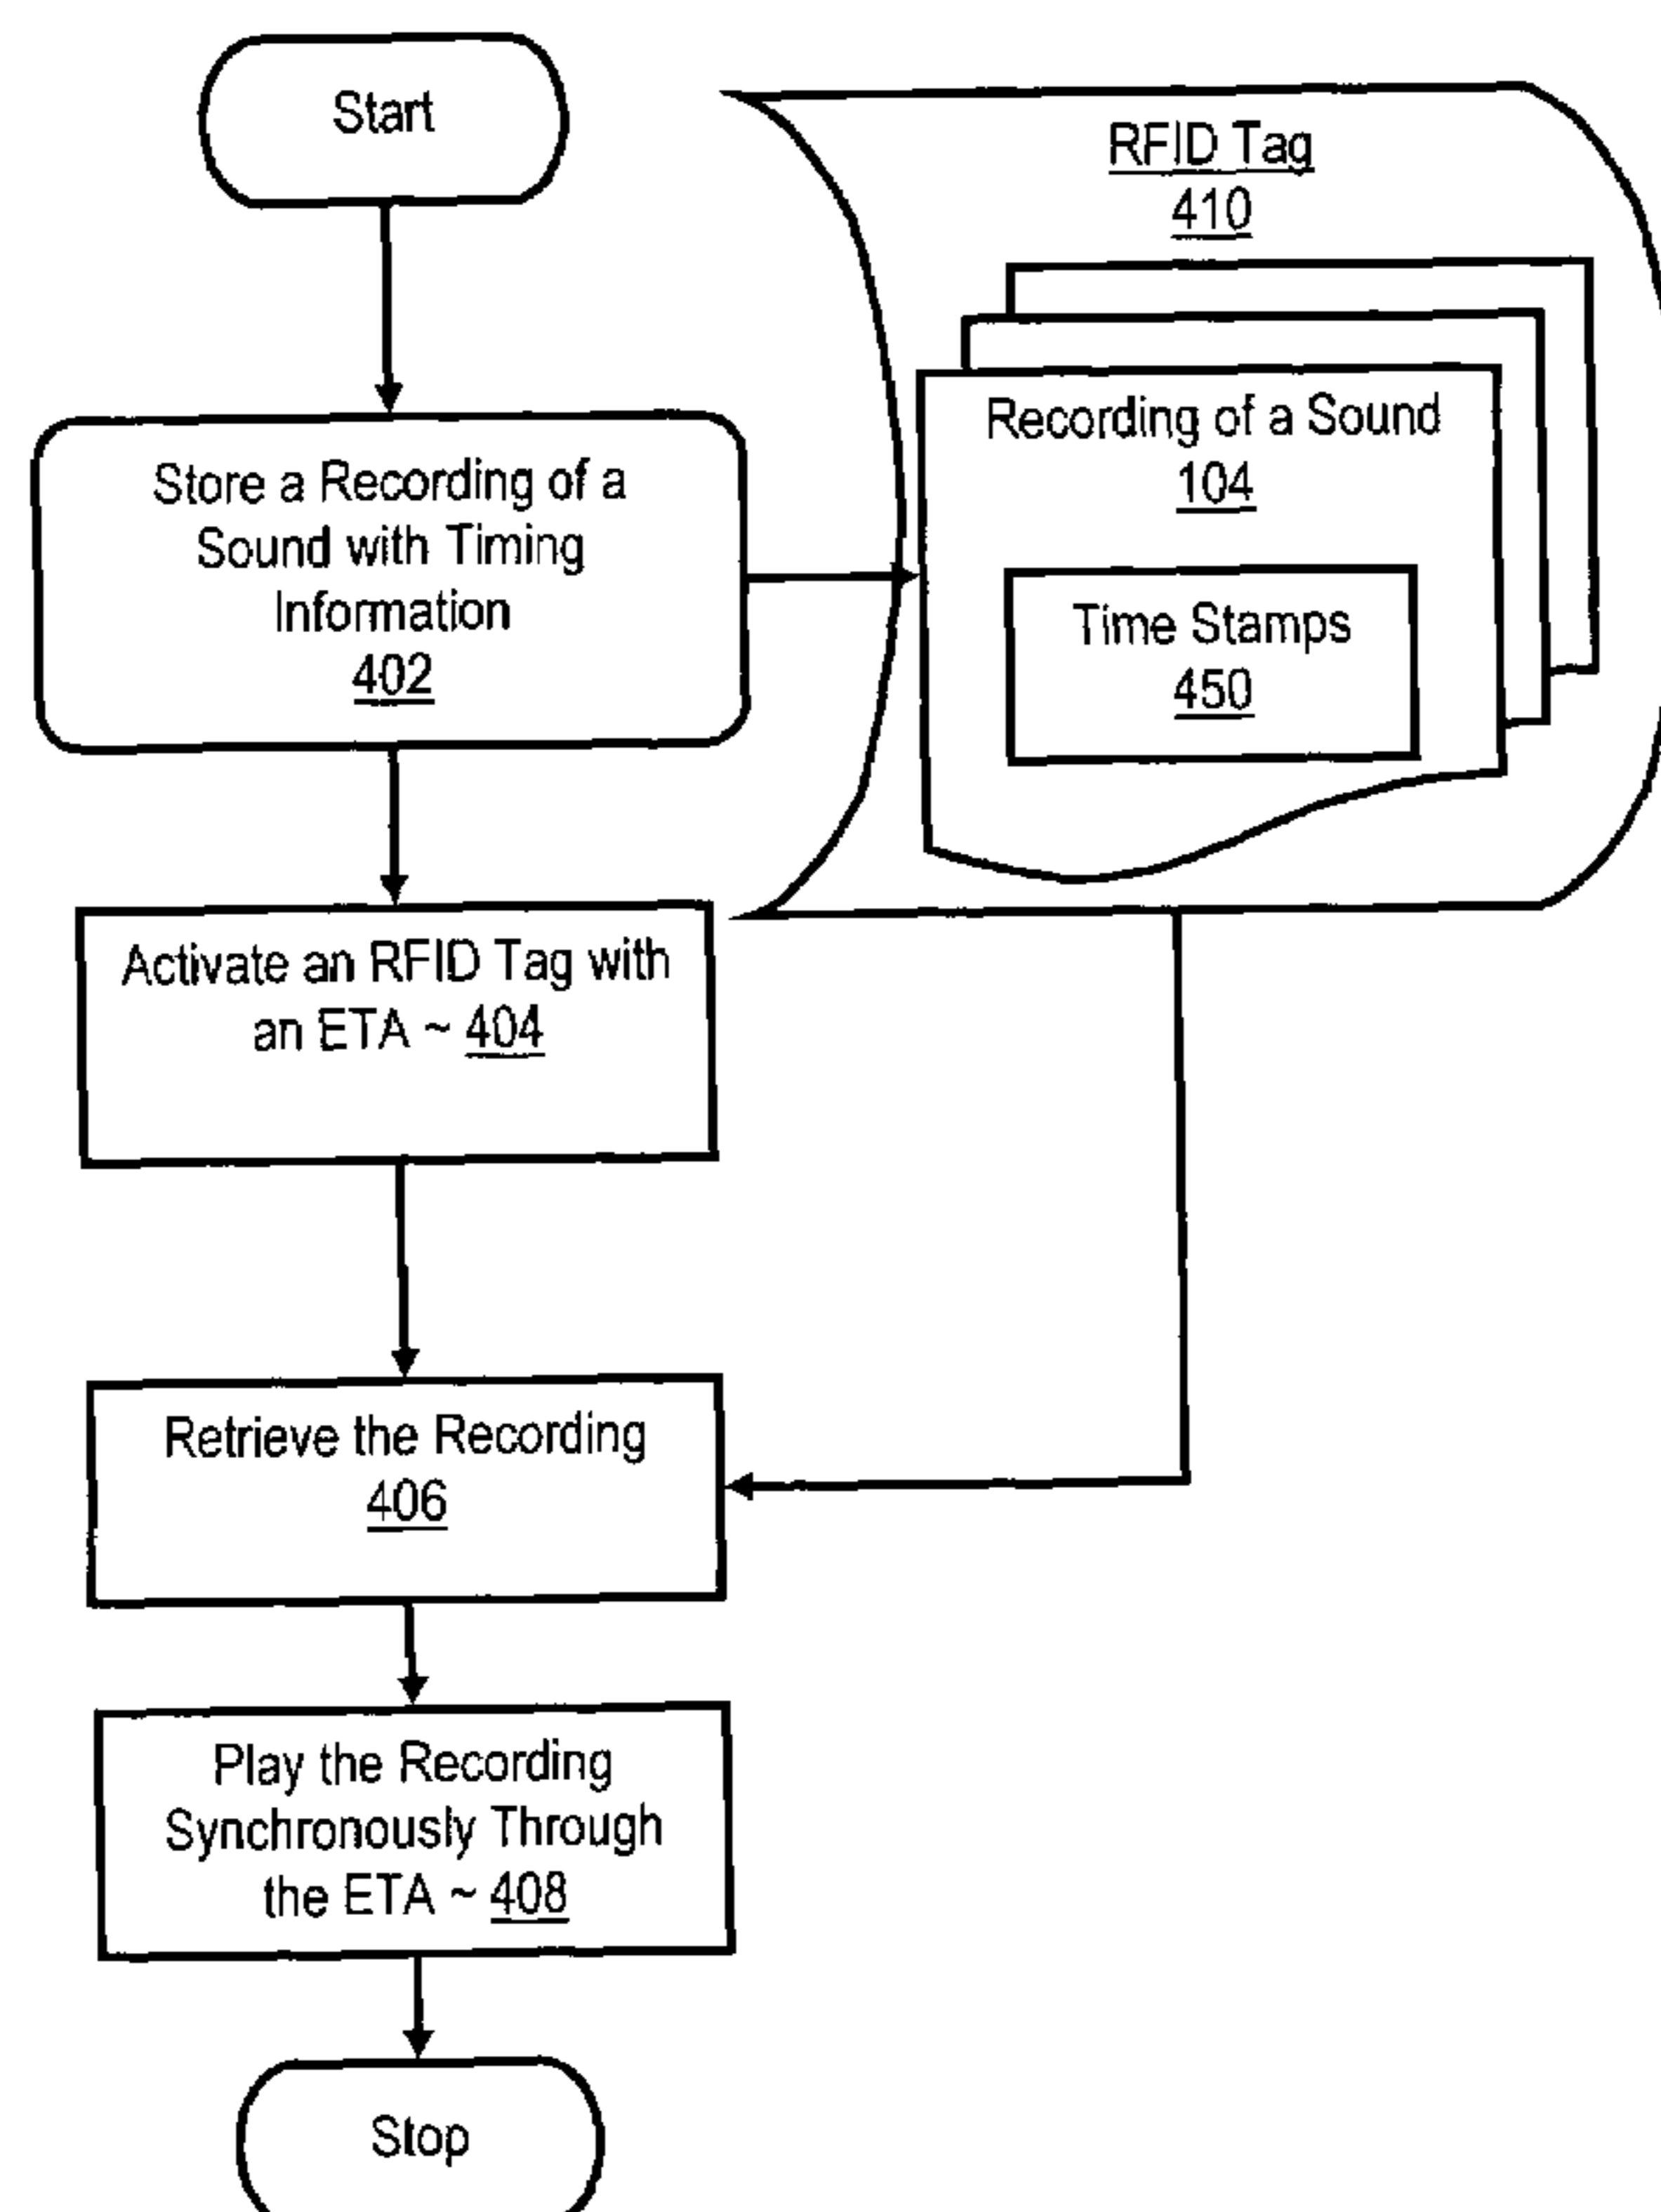 Start
RFID Tag
410
Recording of a Sound
104
Time Stamps
450
Store a Recording of a
Sound with Timing
Information
402
Activate an RFID Tag with
an ETA ~ 404
Retrieve the Recording
406
Play the Recording
Synchronously Through
the ETA ~ 408
Stop